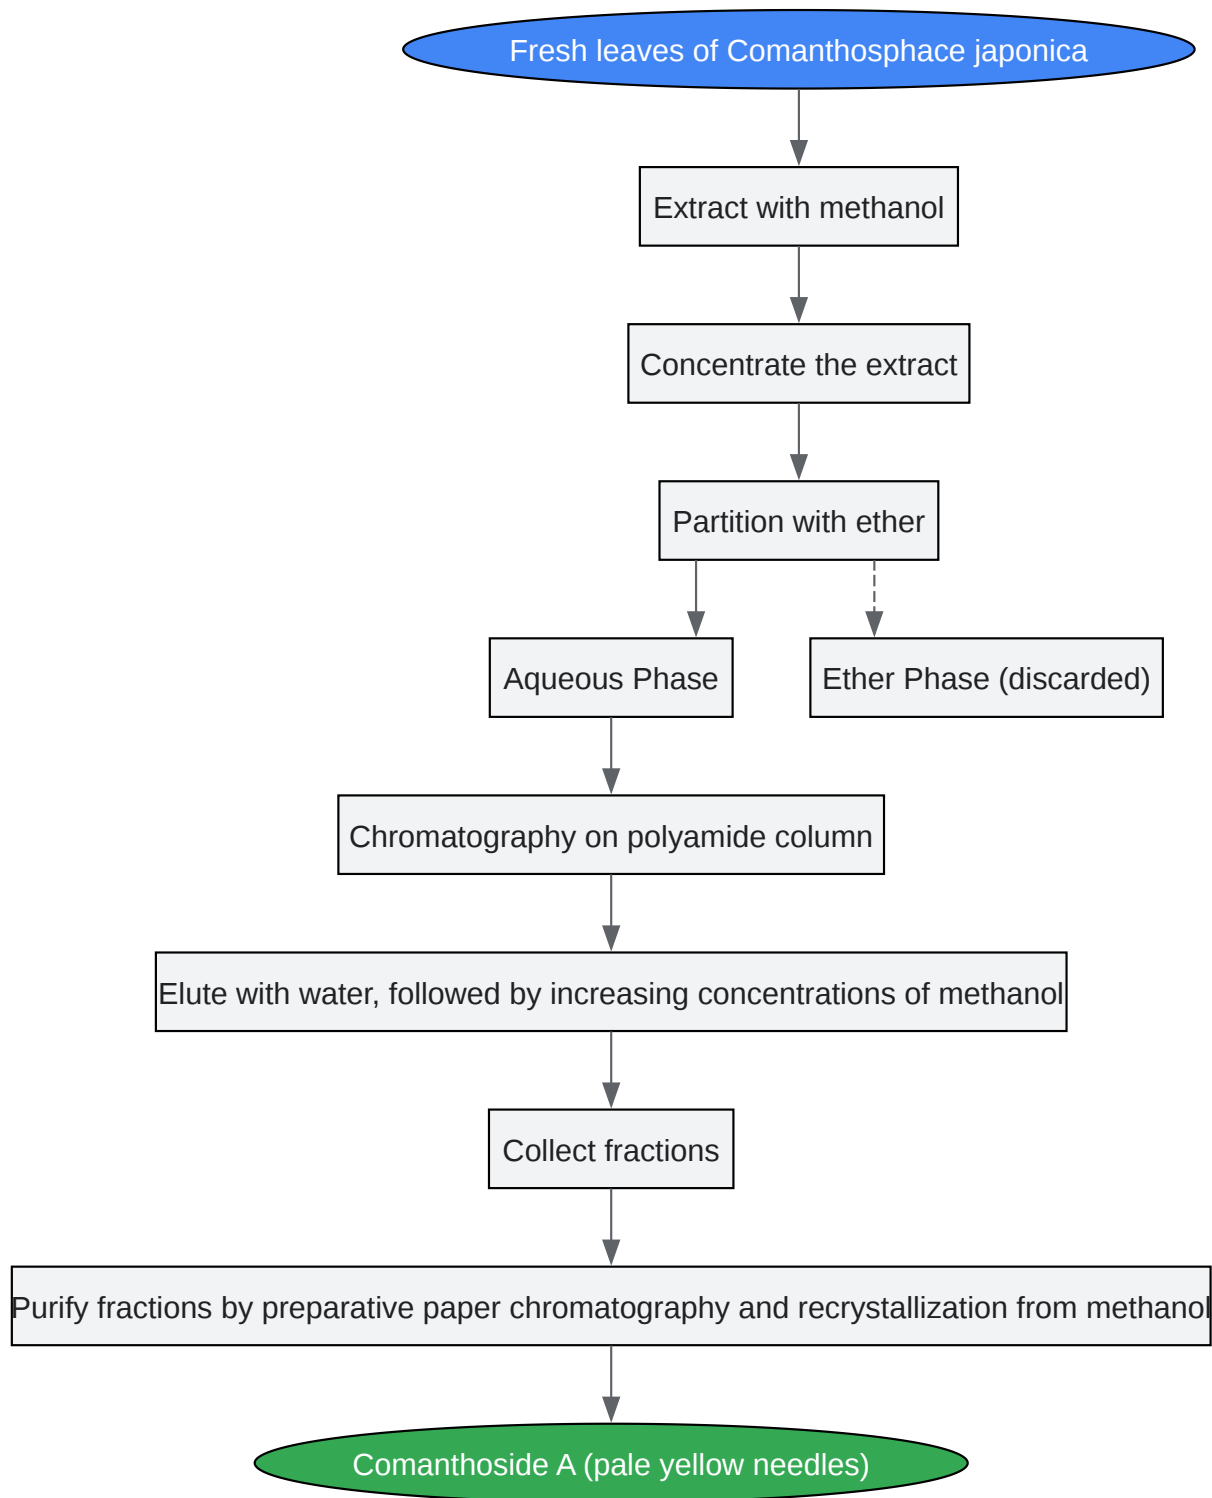 Fresh leaves of Comanthosphace japonica
Extract with methanol
Concentrate the extract
Partition with ether
Aqueous Phase
Ether Phase (discarded)
Chromatography on polyamide column
Elute with water, followed by increasing concentrations of methanol
Collect fractions
Purify fractions by preparative paper chromatography and recrystallization from methanol
Comanthoside A (pale yellow needles)